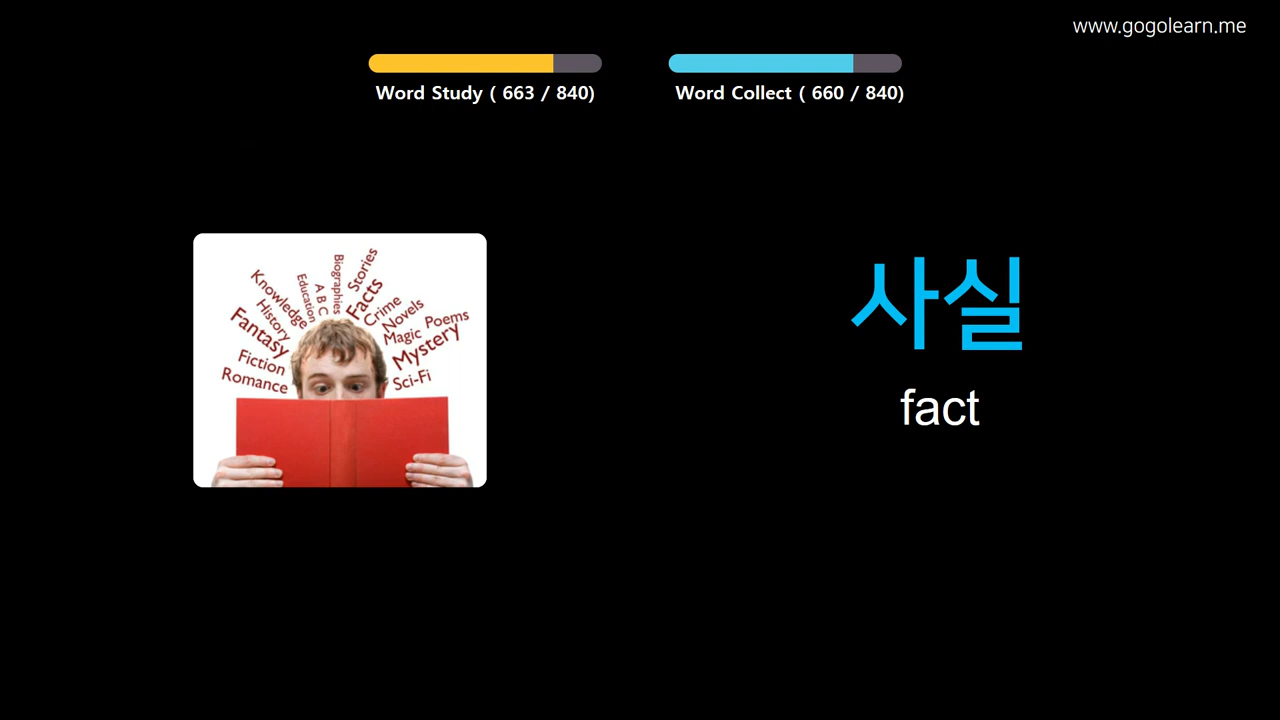 www.gogolearn.me
Word Study ( 663 / 840)
Word Collect ( 660 / 840)
Knowledge
History
Fantasy
Fiction
Romance
Education
A B C
Biographies
Stories
Facts
Crime
Novels
Magic
Poems
Mystery
Sci-Fi
사실
fact